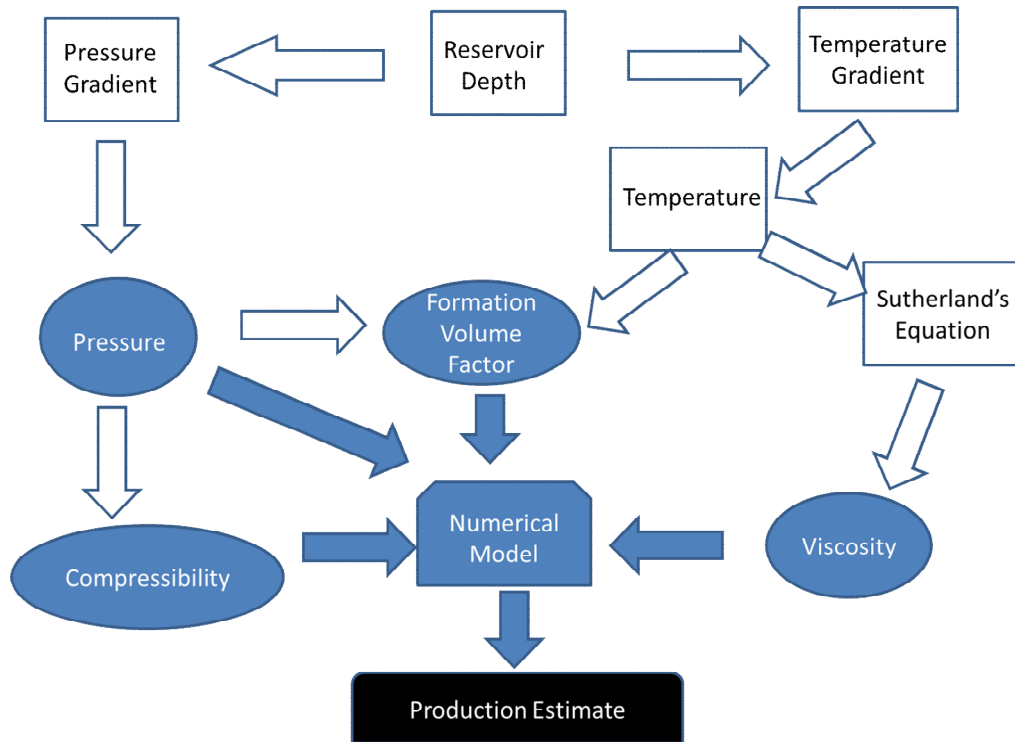 Pressure
Gradient
Reservoir
Depth
Temperature
Gradient
Temperature
Sutherland's
Equation
Pressure
Formation
Volume
Factor
Numerical
Model
Compressibility
Viscosity
Production Estimate